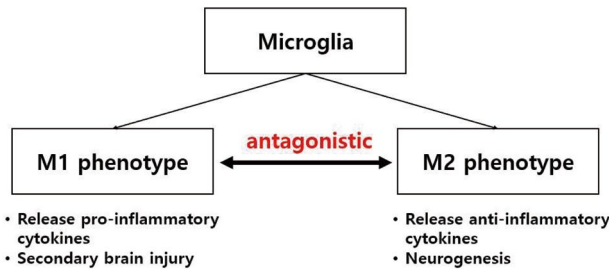 Microglia
antagonistic
M1 phenotype
M2 phenotype
• Release pro-inflammatory
cytokines
• Secondary brain injury
• Release anti-inflammatory
cytokines
• Neurogenesis